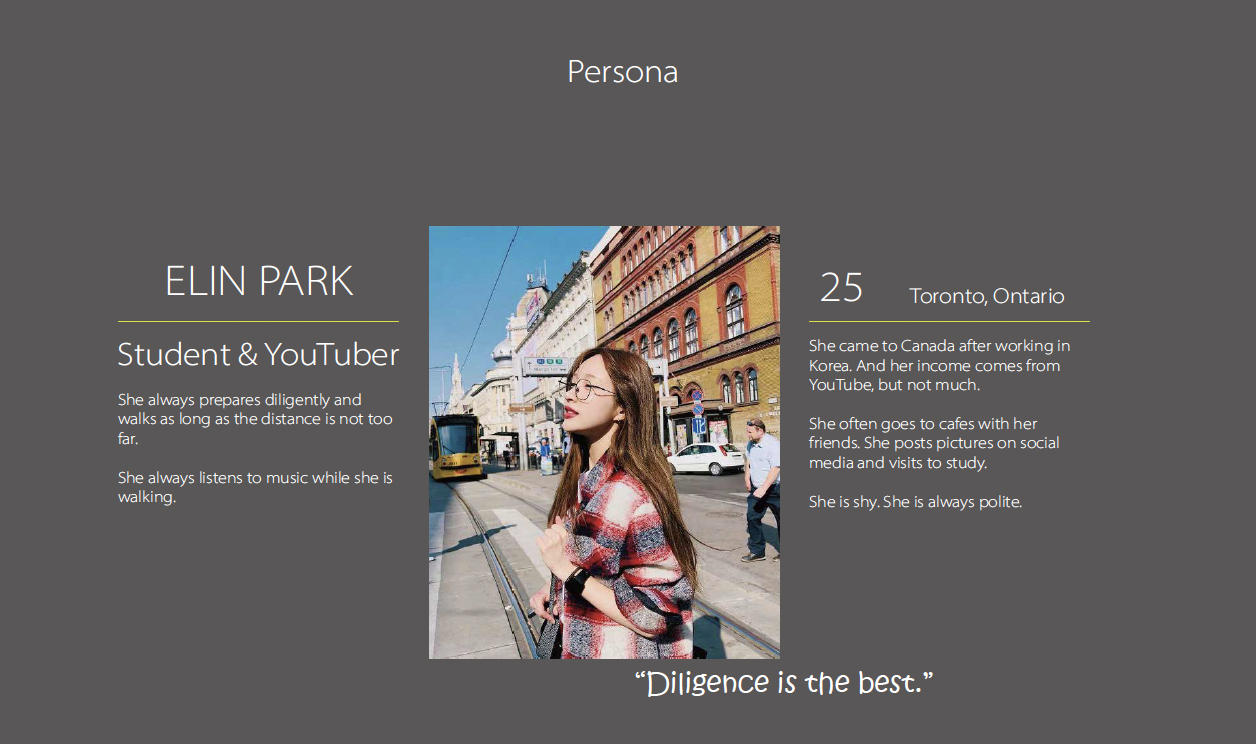 Persona
ELIN PARK
Student & YouTuber
She always prepares diligently and
walks as long as the distance is not too
far.
She always listens to music while she is
walking.
25
Toronto, Ontario
She came to Canada after working in
Korea. And her income comes from
YouTube, but not much.
She often goes to cafes with her
friends. She posts pictures on social
media and visits to study.
She is shy. She is always polite.
“Diligence is the best.”